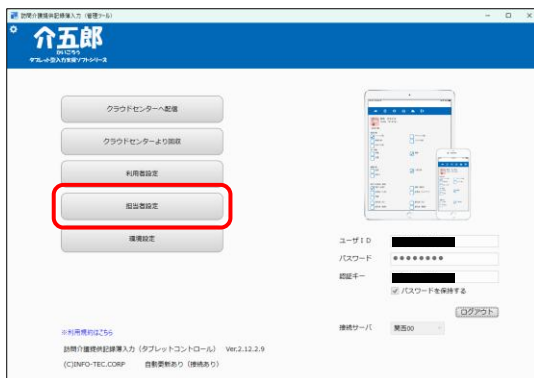 訪問介護提供記録簿入力（管理ツール）
介五郎
かいごろう
タブレット型入力支援ソフトシリーズ
クラウドセンターへ配信
クラウドセンターより回収
利用者設定
担当者設定
環境設定
ユーザＩＤ
パスワード
認証キー
パスワードを保持する
ログアウト
接続サーバ
関西00
※利用規約はこちら
訪問介護提供記録簿入力（タブレットコントロール） Ver.2.12.2.9
(C)INFO-TEC.CORP 自動更新あり（接続あり）